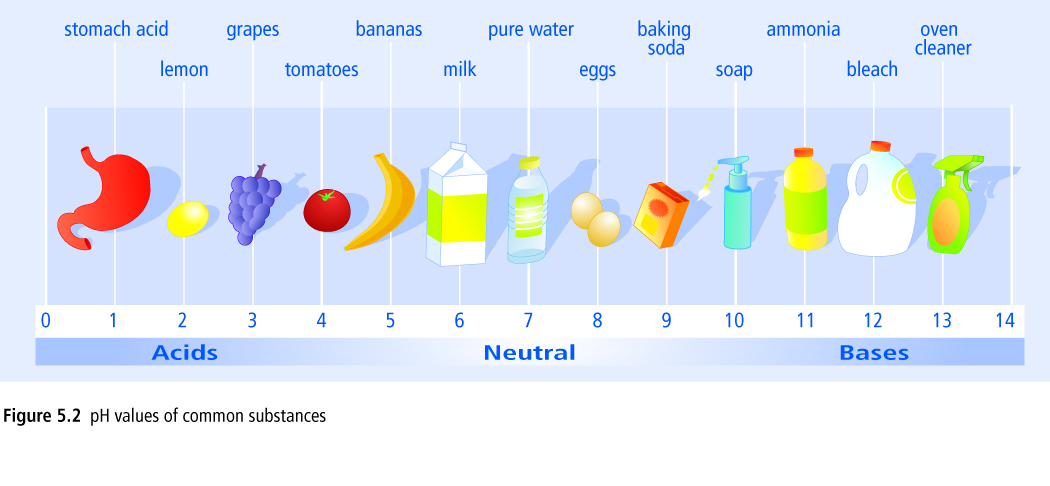 stomach acid
grapes
bananas
pure water
baking
soda
ammonia
oven
cleaner
lemon
tomatoes
milk
eggs
soap
bleach
0 1 2 3 4 5 6 7 8 9 10 11 12 13 14
Acids Neutral Bases
Figure 5.2 pH values of common substances